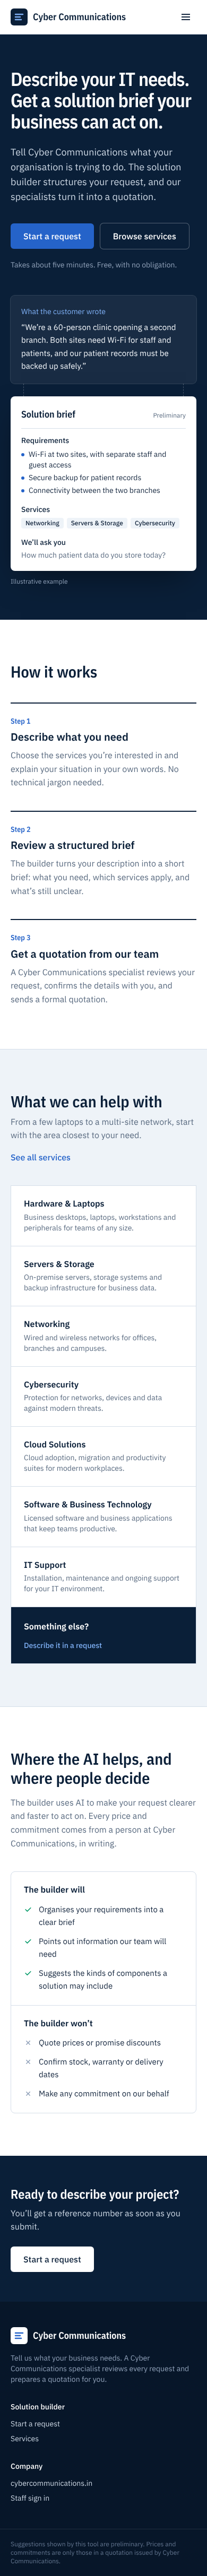 Cyber Communications
Describe your IT needs.
Get a solution brief your
business can act on.
Tell Cyber Communications what your
organisation is trying to do. The solution
builder structures your request, and our
specialists turn it into a quotation.
Start a request
Browse services
Takes about five minutes. Free, with no obligation.
What the customer wrote
“We’re a 60-person clinic opening a second
branch. Both sites need Wi-Fi for staff and
patients, and our patient records must be
backed up safely.”
Solution brief
Preliminary
Requirements
Wi-Fi at two sites, with separate staff and
guest access
Secure backup for patient records
Connectivity between the two branches
Services
Networking
Servers & Storage
Cybersecurity
We’ll ask you
How much patient data do you store today?
Illustrative example
How it works
Step 1
Describe what you need
Choose the services you’re interested in and
explain your situation in your own words. No
technical jargon needed.
Step 2
Review a structured brief
The builder turns your description into a short
brief: what you need, which services apply, and
what’s still unclear.
Step 3
Get a quotation from our team
A Cyber Communications specialist reviews your
request, confirms the details with you, and
sends a formal quotation.
What we can help with
From a few laptops to a multi-site network, start
with the area closest to your need.
See all services
Hardware & Laptops
Business desktops, laptops, workstations and
peripherals for teams of any size.
Servers & Storage
On-premise servers, storage systems and
backup infrastructure for business data.
Networking
Wired and wireless networks for offices,
branches and campuses.
Cybersecurity
Protection for networks, devices and data
against modern threats.
Cloud Solutions
Cloud adoption, migration and productivity
suites for modern workplaces.
Software & Business Technology
Licensed software and business applications
that keep teams productive.
IT Support
Installation, maintenance and ongoing support
for your IT environment.
Something else?
Describe it in a request
Where the AI helps, and
where people decide
The builder uses AI to make your request clearer
and faster to act on. Every price and
commitment comes from a person at Cyber
Communications, in writing.
The builder will
Organises your requirements into a
clear brief
Points out information our team will
need
Suggests the kinds of components a
solution may include
The builder won’t
Quote prices or promise discounts
Confirm stock, warranty or delivery
dates
Make any commitment on our behalf
Ready to describe your project?
You’ll get a reference number as soon as you
submit.
Start a request
Cyber Communications
Tell us what your business needs. A Cyber
Communications specialist reviews every request and
prepares a quotation for you.
Solution builder
Start a request
Services
Company
cybercommunications.in
Staff sign in
Suggestions shown by this tool are preliminary. Prices and
commitments are only those in a quotation issued by Cyber
Communications.